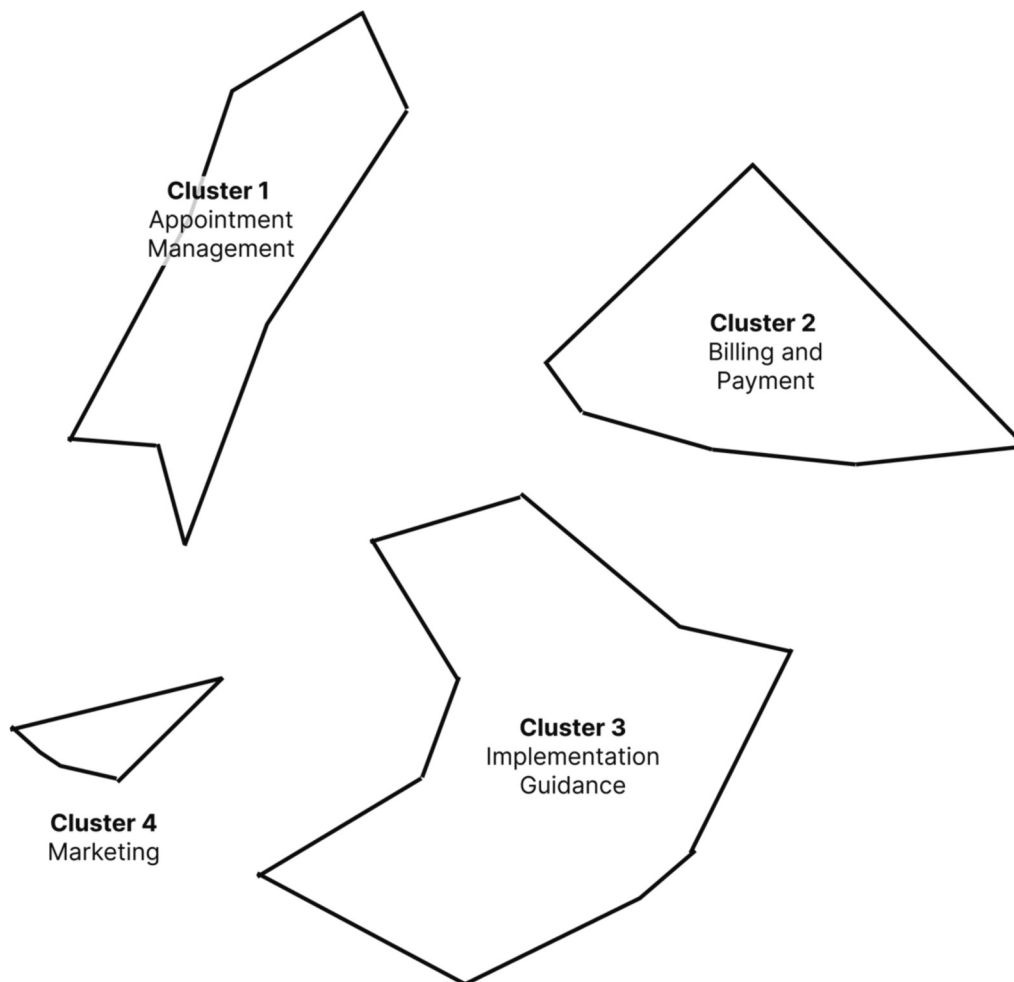 Cluster 1
Appointment
Management
Cluster 2
Billing and
Payment
Cluster 3
Implementation
Guidance
Cluster 4
Marketing